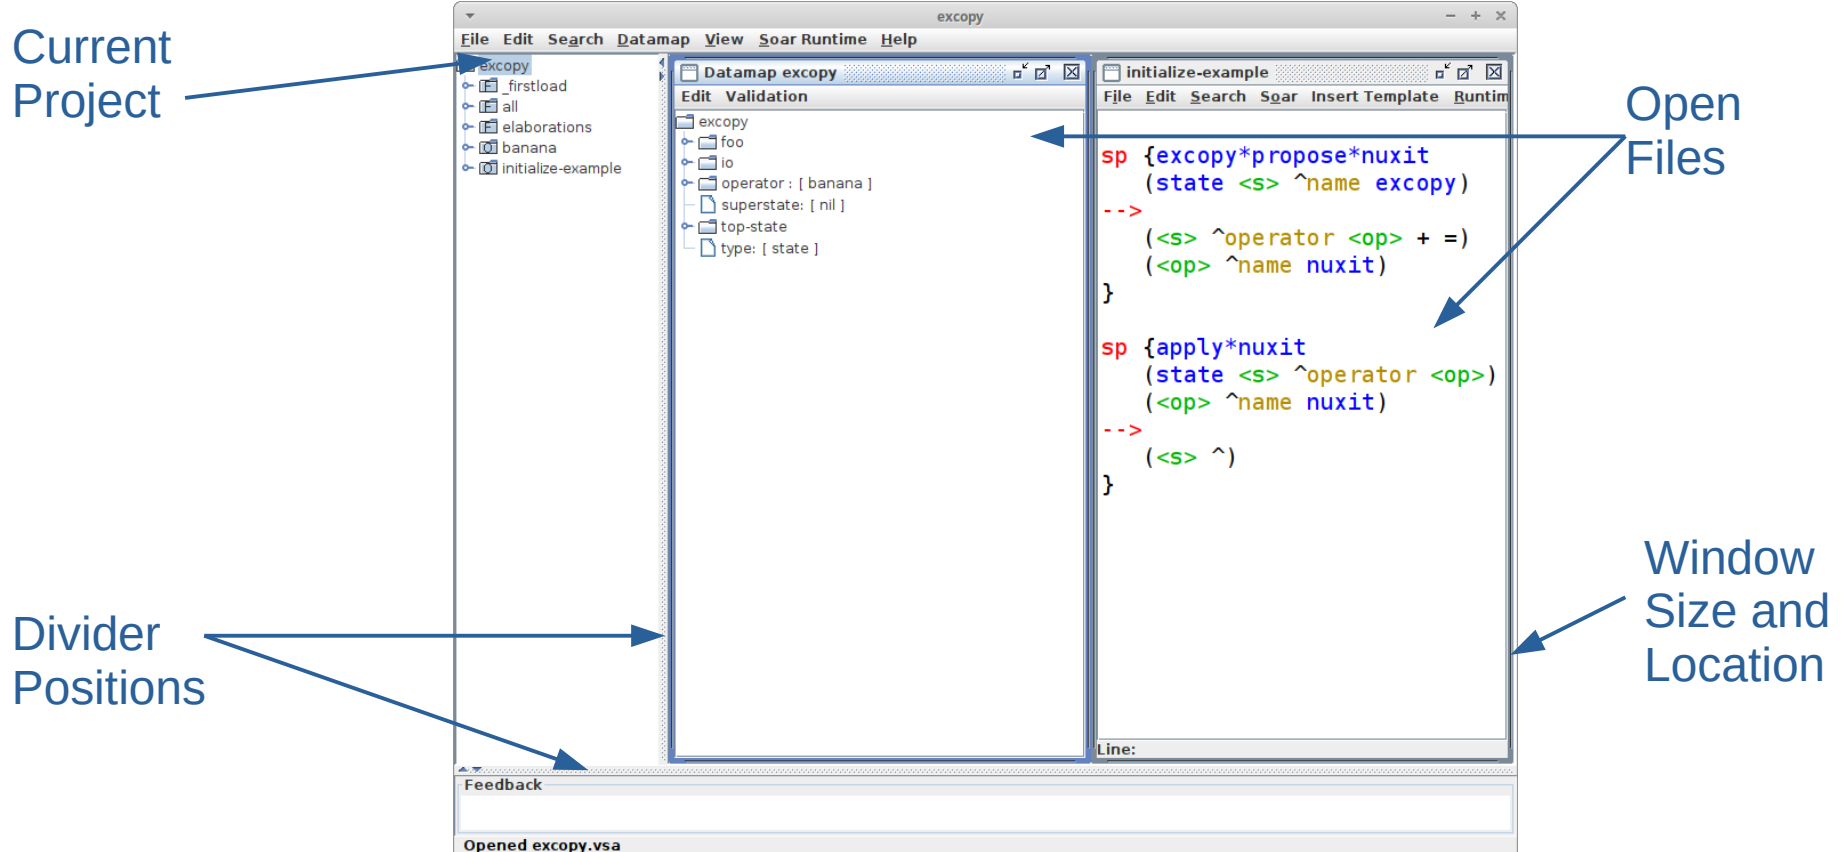 Current
Project
excopy
File Edit Search Datamap View Soar Runtime Help
excopy
_firstload
all
elaborations
banana
initialize-example
Datamap excopy
Edit Validation
excopy
foo
io
operator : [ banana ]
superstate: [ nil ]
top-state
type: [ state ]
initialize-example
File Edit Search Soar Insert Template Runtim
sp {excopy*propose*nuxit
(state <s> ^name excopy)
-->
(<s> ^operator <op> + =)
(<op> ^name nuxit)
}
sp {apply*nuxit
(state <s> ^operator <op>)
(<op> ^name nuxit)
-->
(<s> ^)
}
Line:
Open
Files
Window
Size and
Location
Divider
Positions
Feedback
Opened excopy.vsa